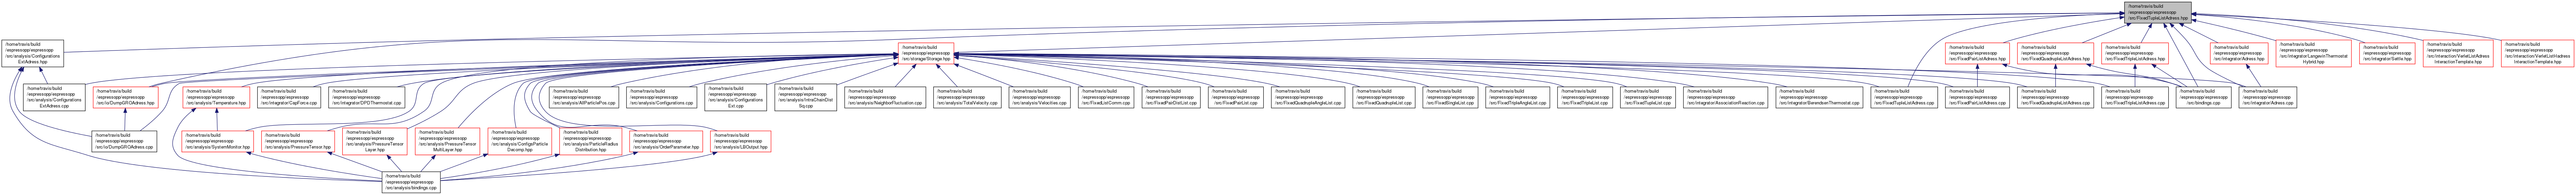 /home/travis/build
/espressopp/espressopp
/src/FixedTupleListAdress.hpp
/home/travis/build
/espressopp/espressopp
/src/analysis/Configurations
ExtAdress.hpp
/home/travis/build
/espressopp/espressopp
/src/storage/Storage.hpp
/home/travis/build
/espressopp/espressopp
/src/FixedPairListAdress.hpp
/home/travis/build
/espressopp/espressopp
/src/FixedQuadrupleListAdress.hpp
/home/travis/build
/espressopp/espressopp
/src/FixedTripleListAdress.hpp
/home/travis/build
/espressopp/espressopp
/src/integrator/Adress.hpp
/home/travis/build
/espressopp/espressopp
/src/integrator/LangevinThermostat
Hybrid.hpp
/home/travis/build
/espressopp/espressopp
/src/integrator/Settle.hpp
/home/travis/build
/espressopp/espressopp
/src/interaction/VerletListAdress
InteractionTemplate.hpp
/home/travis/build
/espressopp/espressopp
/src/interaction/VerletListHadress
InteractionTemplate.hpp
/home/travis/build
/espressopp/espressopp
/src/analysis/Configurations
ExtAdress.cpp
/home/travis/build
/espressopp/espressopp
/src/io/DumpGROAdress.hpp
/home/travis/build
/espressopp/espressopp
/src/analysis/Temperature.hpp
/home/travis/build
/espressopp/espressopp
/src/integrator/CapForce.cpp
/home/travis/build
/espressopp/espressopp
/src/integrator/DPDThermostat.cpp
/home/travis/build
/espressopp/espressopp
/src/analysis/AllParticlePos.cpp
/home/travis/build
/espressopp/espressopp
/src/analysis/Configurations.cpp
/home/travis/build
/espressopp/espressopp
/src/analysis/Configurations
Ext.cpp
/home/travis/build
/espressopp/espressopp
/src/analysis/IntraChainDist
Sq.cpp
/home/travis/build
/espressopp/espressopp
/src/analysis/NeighborFluctuation.cpp
/home/travis/build
/espressopp/espressopp
/src/analysis/TotalVelocity.cpp
/home/travis/build
/espressopp/espressopp
/src/analysis/Velocities.cpp
/home/travis/build
/espressopp/espressopp
/src/FixedListComm.cpp
/home/travis/build
/espressopp/espressopp
/src/FixedPairDistList.cpp
/home/travis/build
/espressopp/espressopp
/src/FixedPairList.cpp
/home/travis/build
/espressopp/espressopp
/src/FixedQuadrupleAngleList.cpp
/home/travis/build
/espressopp/espressopp
/src/FixedQuadrupleList.cpp
/home/travis/build
/espressopp/espressopp
/src/FixedSingleList.cpp
/home/travis/build
/espressopp/espressopp
/src/FixedTripleAngleList.cpp
/home/travis/build
/espressopp/espressopp
/src/FixedTripleList.cpp
/home/travis/build
/espressopp/espressopp
/src/FixedTupleList.cpp
/home/travis/build
/espressopp/espressopp
/src/integrator/AssociationReaction.cpp
/home/travis/build
/espressopp/espressopp
/src/integrator/BerendsenThermostat.cpp
/home/travis/build
/espressopp/espressopp
/src/FixedTupleListAdress.cpp
/home/travis/build
/espressopp/espressopp
/src/FixedPairListAdress.cpp
/home/travis/build
/espressopp/espressopp
/src/FixedQuadrupleListAdress.cpp
/home/travis/build
/espressopp/espressopp
/src/FixedTripleListAdress.cpp
/home/travis/build
/espressopp/espressopp
/src/bindings.cpp
/home/travis/build
/espressopp/espressopp
/src/integrator/Adress.cpp
/home/travis/build
/espressopp/espressopp
/src/io/DumpGROAdress.cpp
/home/travis/build
/espressopp/espressopp
/src/analysis/SystemMonitor.hpp
/home/travis/build
/espressopp/espressopp
/src/analysis/PressureTensor.hpp
/home/travis/build
/espressopp/espressopp
/src/analysis/PressureTensor
Layer.hpp
/home/travis/build
/espressopp/espressopp
/src/analysis/PressureTensor
MultiLayer.hpp
/home/travis/build
/espressopp/espressopp
/src/analysis/ConfigsParticle
Decomp.hpp
/home/travis/build
/espressopp/espressopp
/src/analysis/ParticleRadius
Distribution.hpp
/home/travis/build
/espressopp/espressopp
/src/analysis/OrderParameter.hpp
/home/travis/build
/espressopp/espressopp
/src/analysis/LBOutput.hpp
/home/travis/build
/espressopp/espressopp
/src/analysis/bindings.cpp